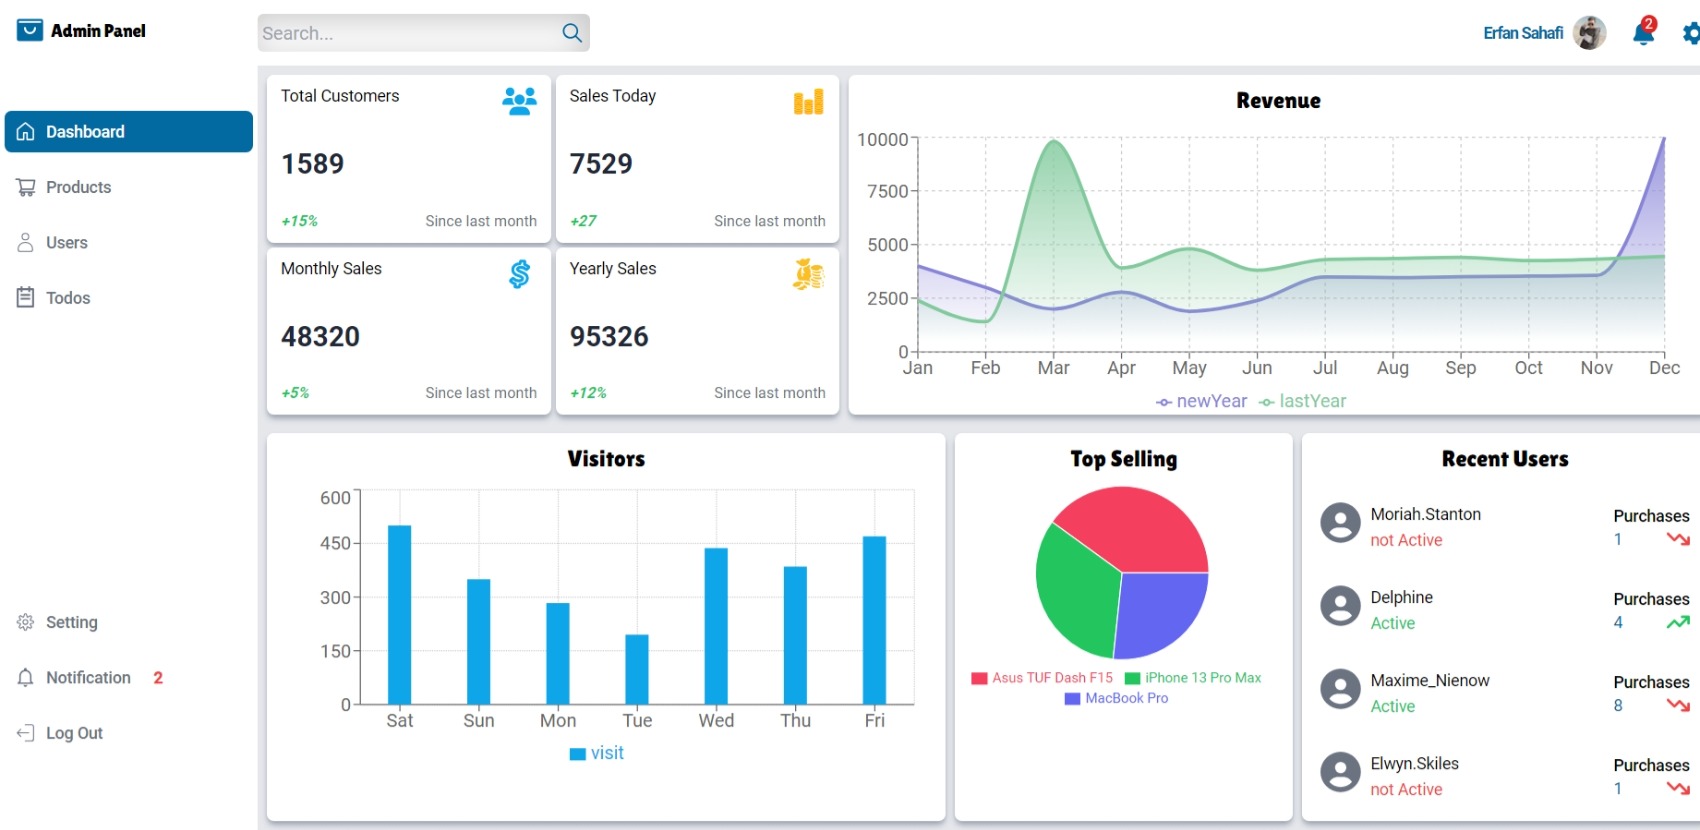 Admin Panel
Search...
Erfan Sahafi
2
Dashboard
Products
Users
Todos
Setting
Notification 2
Log Out
Total Customers
1589
+15% Since last month
Sales Today
7529
+27 Since last month
Monthly Sales
48320
+5% Since last month
Yearly Sales
95326
+12% Since last month
Revenue
10000
7500
5000
2500
0
Jan Feb Mar Apr May Jun Jul Aug Sep Oct Nov Dec
newYear lastYear
Visitors
600
450
300
150
0
Sat Sun Mon Tue Wed Thu Fri
visit
Top Selling
Asus TUF Dash F15 iPhone 13 Pro Max
MacBook Pro
Recent Users
Moriah.Stanton Purchases
not Active 1
Delphine Purchases
Active 4
Maxime_Nienow Purchases
Active 8
Elwyn.Skiles Purchases
not Active 1